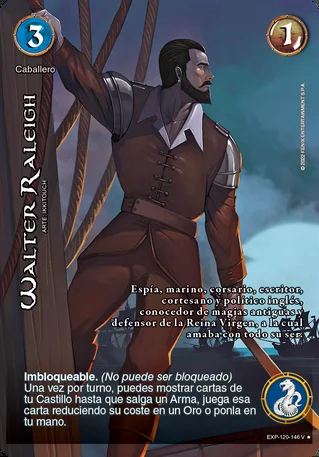 3
1
Caballero
WALTER RALEIGH
ARTE: IKKITOUCH
© 2022 FENIX ENTERTAINMENT S.P.A.
Espía, marino, corsario, escritor,
cortesano y político inglés,
conocedor de magias antiguas y
defensor de la Reina Virgen, a la cual
amaba con todo su ser.
Imbloqueable. (No puede ser bloqueado)
Una vez por turno, puedes mostrar cartas de
tu Castillo hasta que salga un Arma, juega esa
carta reduciendo su coste en un Oro o ponla en
tu mano.
EXP-120-146 V ★